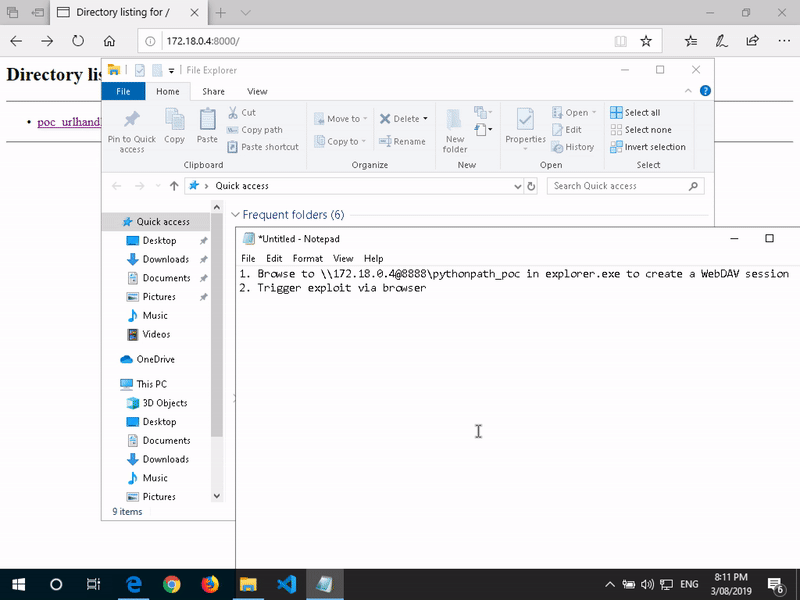 Directory listing for /
172.18.0.4:8000/
Directory lis
poc_urlhand
File Explorer
File
Home
Share
View
Pin to Quick access
Copy
Paste
Cut
Copy path
Paste shortcut
Clipboard
Move to
Copy to
Delete
Rename
Organize
New folder
New
Properties
Open
Edit
History
Open
Select all
Select none
Invert selection
Select
Quick access
Search Quick access
Quick access
Desktop
Downloads
Documents
Pictures
Music
Videos
OneDrive
This PC
3D Objects
Desktop
Documents
Downloads
Music
Pictures
9 items
Frequent folders (6)
*Untitled - Notepad
File Edit Format View Help
1. Browse to \\172.18.0.4@8888\pythonpath_poc in explorer.exe to create a WebDAV session
2. Trigger exploit via browser
ENG
8:11 PM
3/08/2019
6